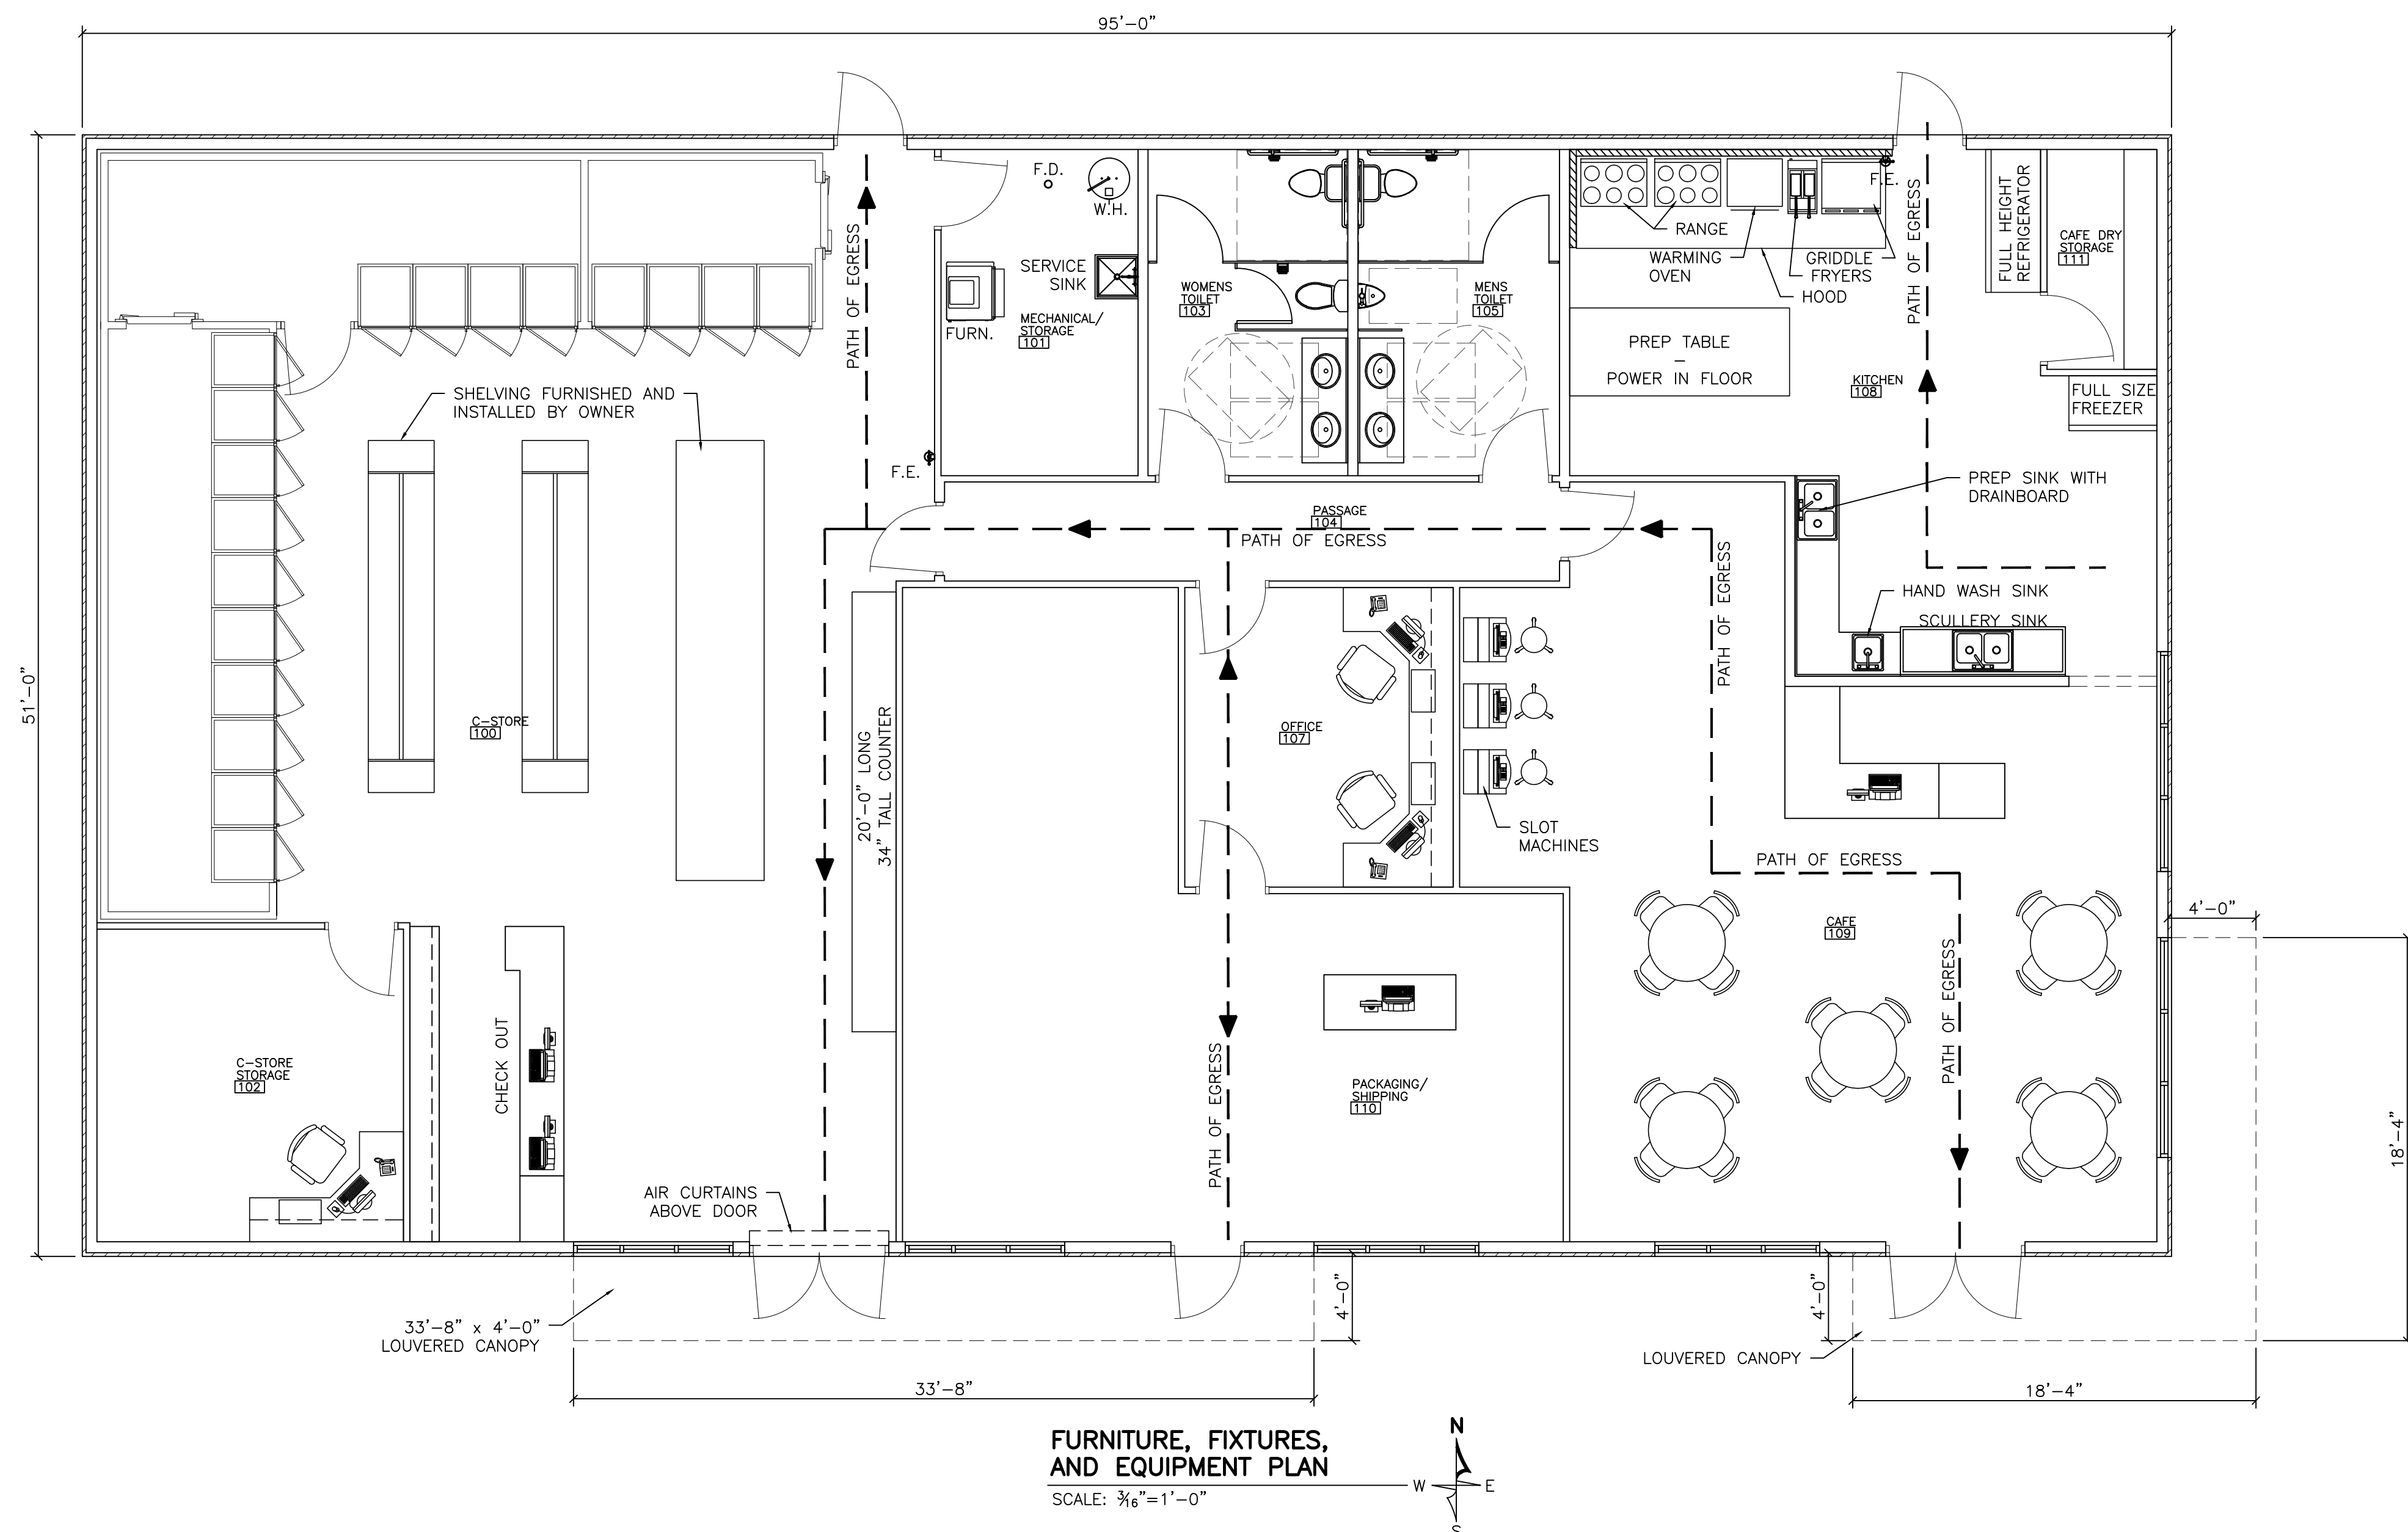 95'-0"
F.D.
W.H.
PATH OF EGRESS
SERVICE
SINK
FURN.
MECHANICAL/
STORAGE
101
WOMENS
TOILET
103
MENS
TOILET
105
RANGE
WARMING
OVEN
GRIDDLE
FRYERS
HOOD
F.E.
PATH OF EGRESS
FULL HEIGHT
REFRIGERATOR
CAFE DRY
STORAGE
111
PREP TABLE
–
POWER IN FLOOR
KITCHEN
108
FULL SIZE
FREEZER
SHELVING FURNISHED AND
INSTALLED BY OWNER
F.E.
PREP SINK WITH
DRAINBOARD
PASSAGE
104
PATH OF EGRESS
PATH OF EGRESS
HAND WASH SINK
SCULLERY SINK
51'-0"
C-STORE
100
20'-0" LONG
34" TALL COUNTER
OFFICE
107
SLOT
MACHINES
PATH OF EGRESS
CAFE
109
4'-0"
PATH OF EGRESS
CHECK OUT
C-STORE
STORAGE
102
PATH OF EGRESS
PACKAGING/
SHIPPING
110
18'-4"
AIR CURTAINS
ABOVE DOOR
4'-0"
4'-0"
33'-8" x 4'-0"
LOUVERED CANOPY
LOUVERED CANOPY
33'-8"
18'-4"
FURNITURE, FIXTURES,
AND EQUIPMENT PLAN
SCALE: 3/16"=1'-0"
N
W
E
S